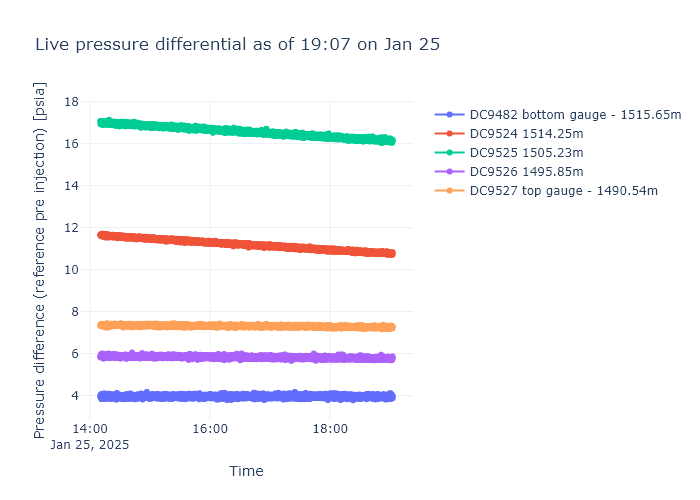 Live pressure differential as of 19:07 on Jan 25
Pressure difference (reference pre injection) [psia]
18
16
14
12
10
8
6
4
14:00
Jan 25, 2025
16:00
18:00
Time
DC9482 bottom gauge - 1515.65m
DC9524 1514.25m
DC9525 1505.23m
DC9526 1495.85m
DC9527 top gauge - 1490.54m